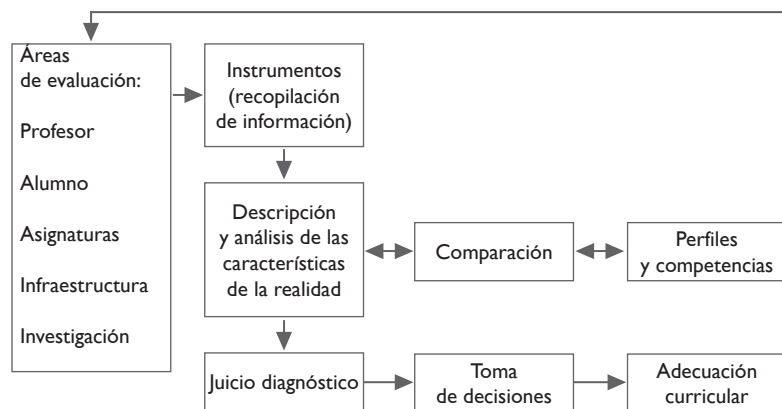 Áreas
de evaluación:
Profesor
Alumno
Asignaturas
Infraestructura
Investigación
Instrumentos
(recopilación
de información)
Descripción
y análisis de las
características
de la realidad
Comparación
Perfiles
y competencias
Juicio diagnóstico
Toma
de decisiones
Adecuación
curricular